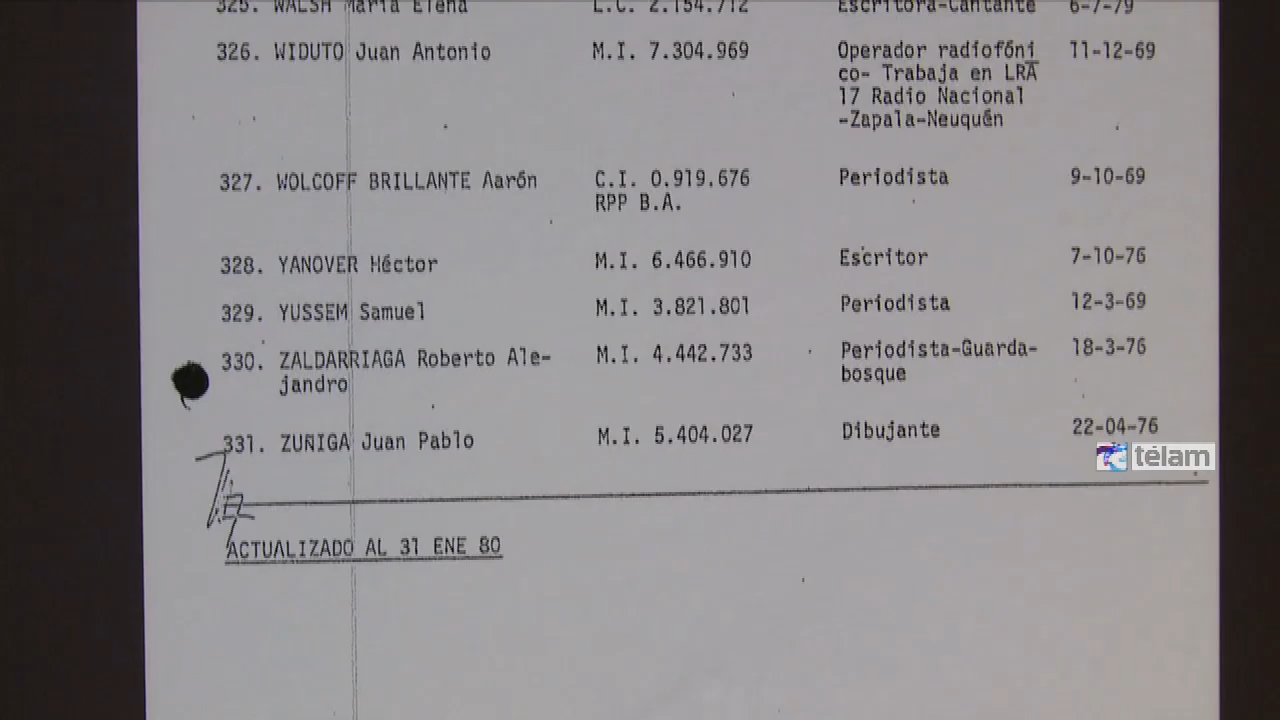 325. WALSH María Elena L.C. 2.154.712 Escritora-Cantante 6-7-79
326. WIDUTO Juan Antonio M.I. 7.304.969 Operador radiofóni 11-12-69
co- Trabaja en LRA
17 Radio Nacional
-Zapala-Neuquén
327. WOLCOFF BRILLANTE Aarón C.I. 0.919.676 Periodista 9-10-69
RPP B.A.
328. YANOVER Héctor M.I. 6.466.910 Escritor 7-10-76
329. YUSSEM Samuel M.I. 3.821.801 Periodista 12-3-69
330. ZALDARRIAGA Roberto Ale- M.I. 4.442.733 Periodista-Guarda- 18-3-76
jandro bosque
331. ZUÑIGA Juan Pablo M.I. 5.404.027 Dibujante 22-04-76
télam
ACTUALIZADO AL 31 ENE 80